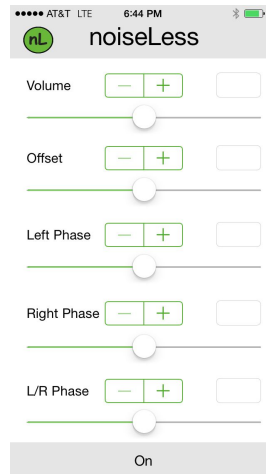 AT&T LTE 6:44 PM
nL noiseLess
Volume − +
Offset − +
Left Phase − +
Right Phase − +
L/R Phase − +
On